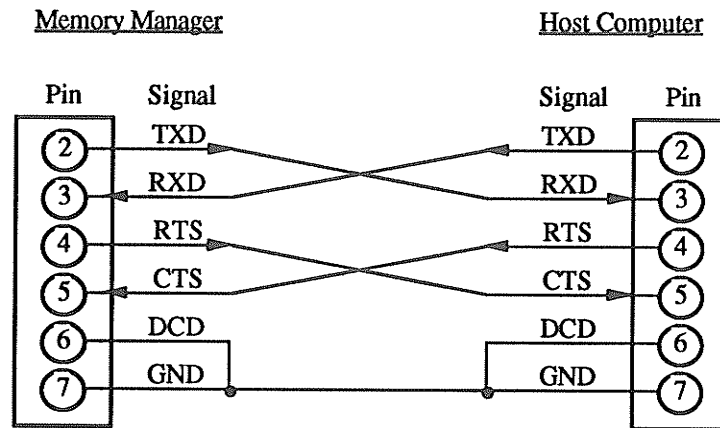 Memory Manager Host Computer
Pin Signal Signal Pin
2 TXD TXD 2
3 RXD RXD 3
4 RTS RTS 4
5 CTS CTS 5
6 DCD DCD 6
7 GND GND 7